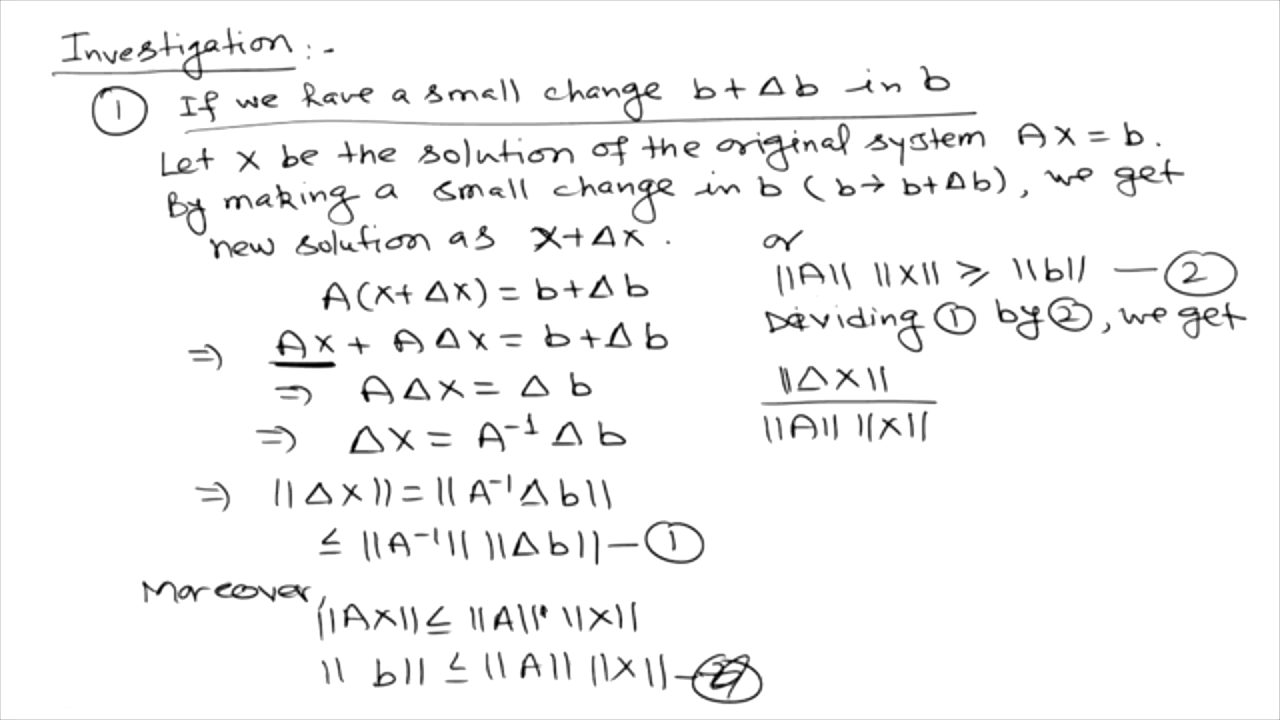 Investigation :-
① If we have a small change b+Δb in b
Let x be the solution of the original system Ax = b.
By making a small change in b (b→ b+Δb), we get
new solution as x+Δx.
A(x+Δx) = b+Δb
⇒ Ax + AΔx = b+Δb
⇒ AΔx = Δb
⇒ Δx = A⁻¹Δb
⇒ ||Δx|| = ||A⁻¹Δb||
≤ ||A⁻¹|| ||Δb|| — ①
Moreover,
||Ax|| ≤ ||A||· ||x||
|| b|| ≤ ||A|| ||x||
or
||A|| ||x|| ≥ ||b|| — ②
Dividing ① by ②, we get
||Δx||
||A|| ||x||